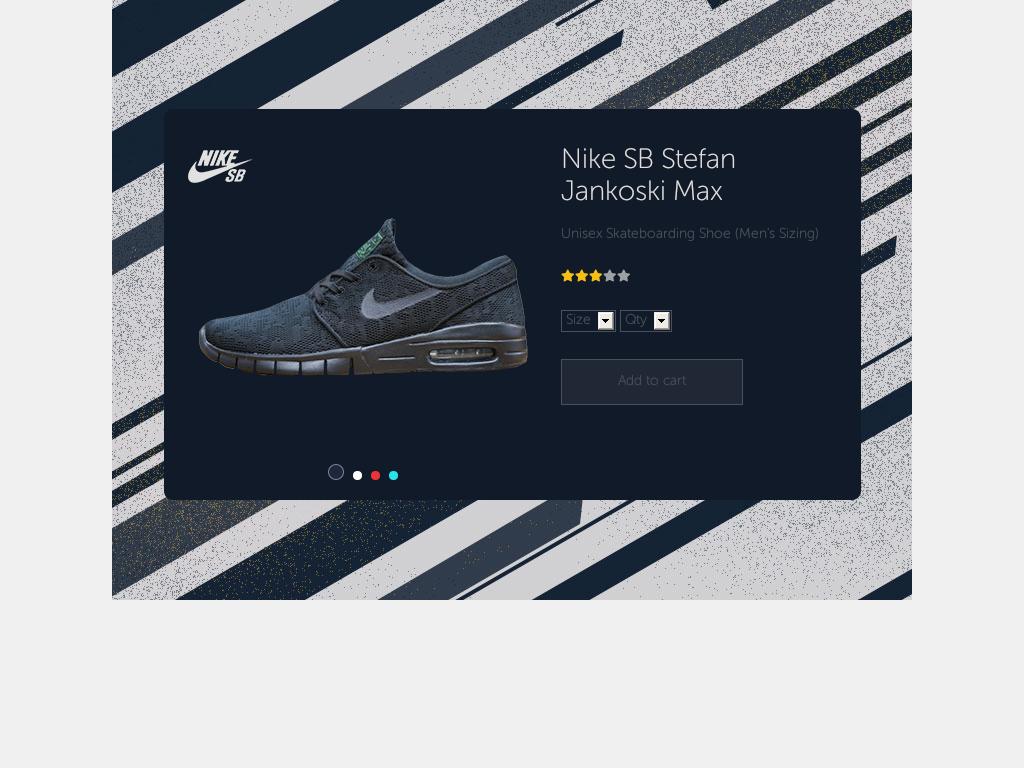 NIKE
SB
Nike SB Stefan
Jankoski Max
Unisex Skateboarding Shoe (Men's Sizing)
Size Qty
Add to cart